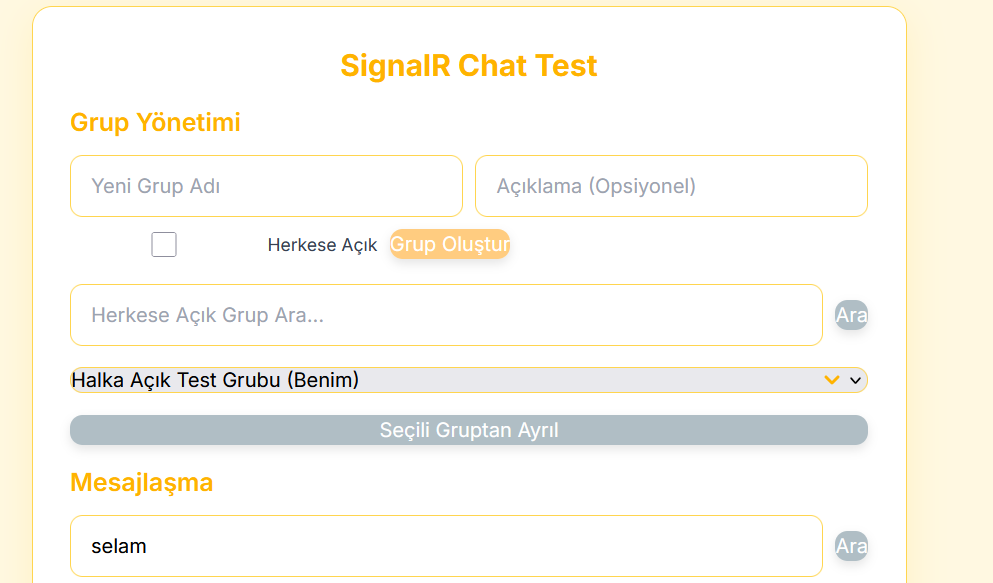 SignalR Chat Test
Grup Yönetimi
Yeni Grup Adı
Açıklama (Opsiyonel)
Herkese Açık
Grup Oluştur
Herkese Açık Grup Ara...
Ara
Halka Açık Test Grubu (Benim)
Seçili Gruptan Ayrıl
Mesajlaşma
selam
Ara